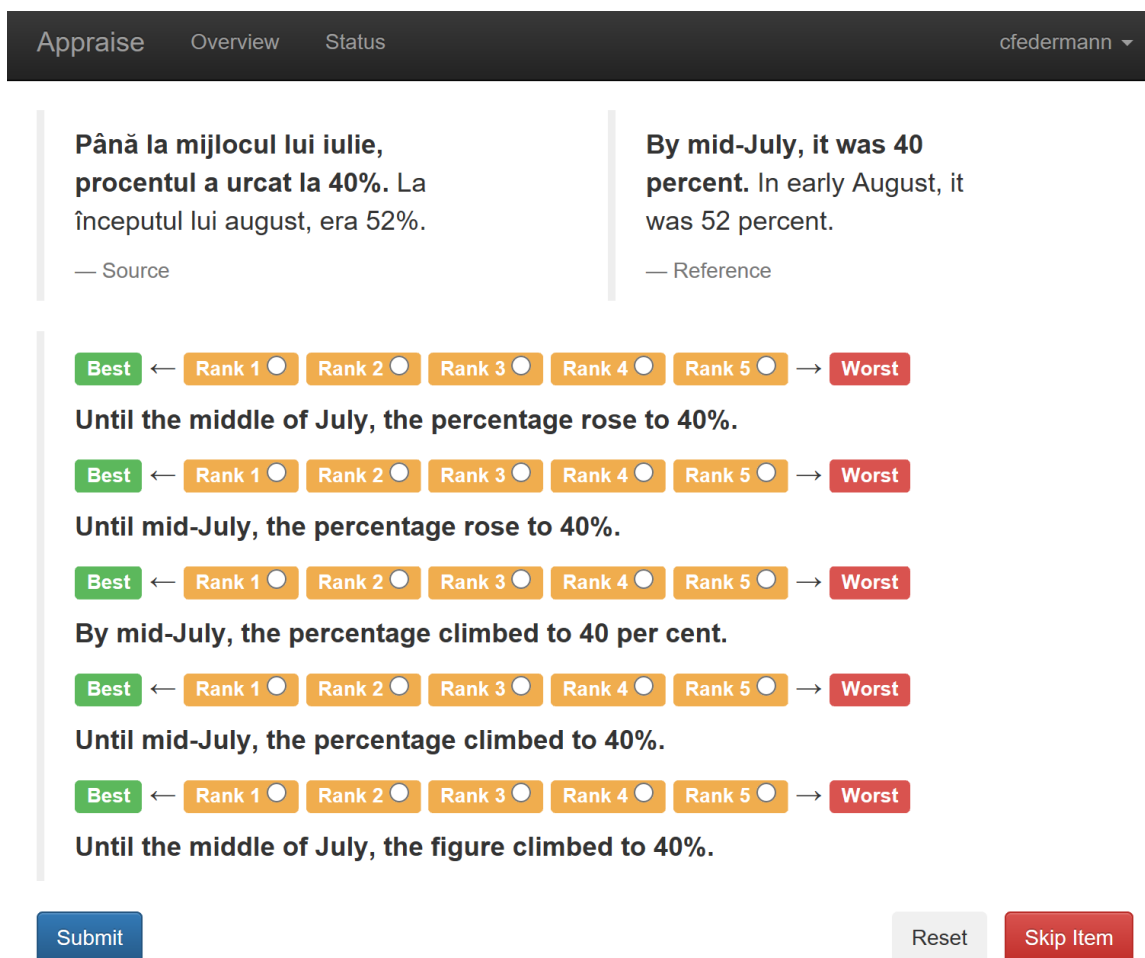 Appraise Overview Status cfedermann
Până la mijlocul lui iulie,
procentul a urcat la 40%. La
începutul lui august, era 52%.
— Source
By mid-July, it was 40
percent. In early August, it
was 52 percent.
— Reference
Best ← Rank 1 Rank 2 Rank 3 Rank 4 Rank 5 → Worst
Until the middle of July, the percentage rose to 40%.
Best ← Rank 1 Rank 2 Rank 3 Rank 4 Rank 5 → Worst
Until mid-July, the percentage rose to 40%.
Best ← Rank 1 Rank 2 Rank 3 Rank 4 Rank 5 → Worst
By mid-July, the percentage climbed to 40 per cent.
Best ← Rank 1 Rank 2 Rank 3 Rank 4 Rank 5 → Worst
Until mid-July, the percentage climbed to 40%.
Best ← Rank 1 Rank 2 Rank 3 Rank 4 Rank 5 → Worst
Until the middle of July, the figure climbed to 40%.
Submit Reset Skip Item